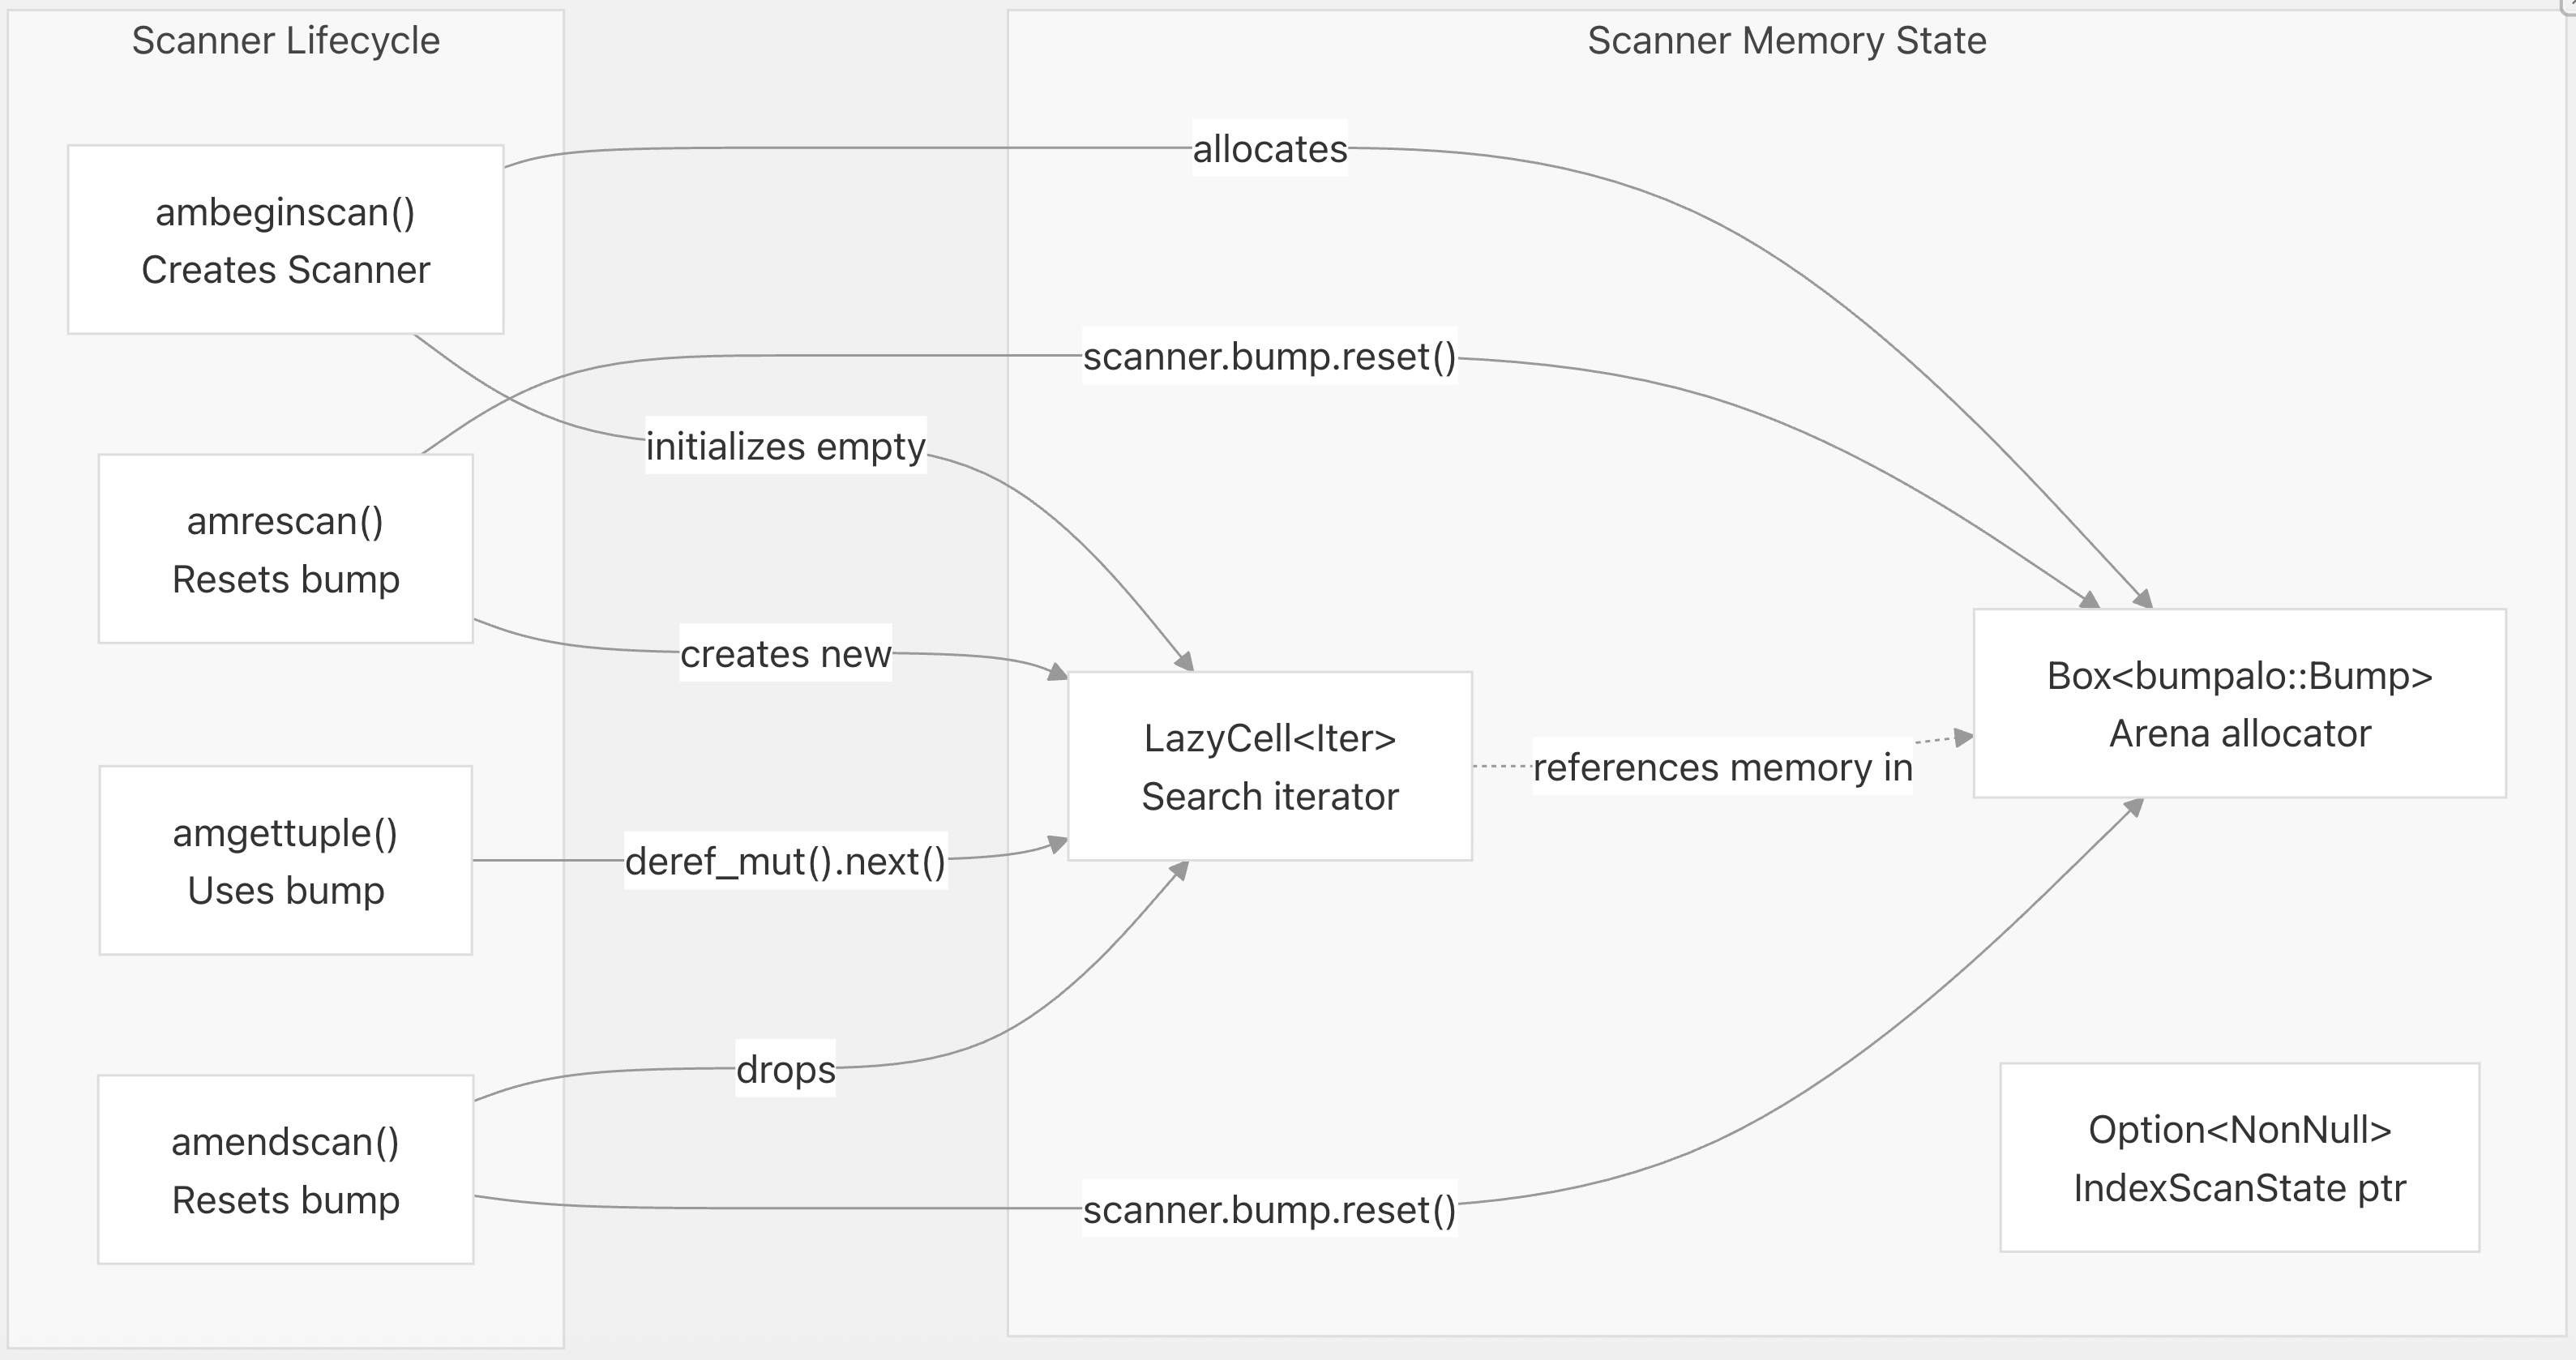 Scanner Lifecycle
Scanner Memory State
ambeginscan()
Creates Scanner
amrescan()
Resets bump
amgettuple()
Uses bump
amendscan()
Resets bump
allocates
scanner.bump.reset()
initializes empty
creates new
deref_mut().next()
drops
scanner.bump.reset()
LazyCell<Iter>
Search iterator
references memory in
Box<bumpalo::Bump>
Arena allocator
Option<NonNull>
IndexScanState ptr